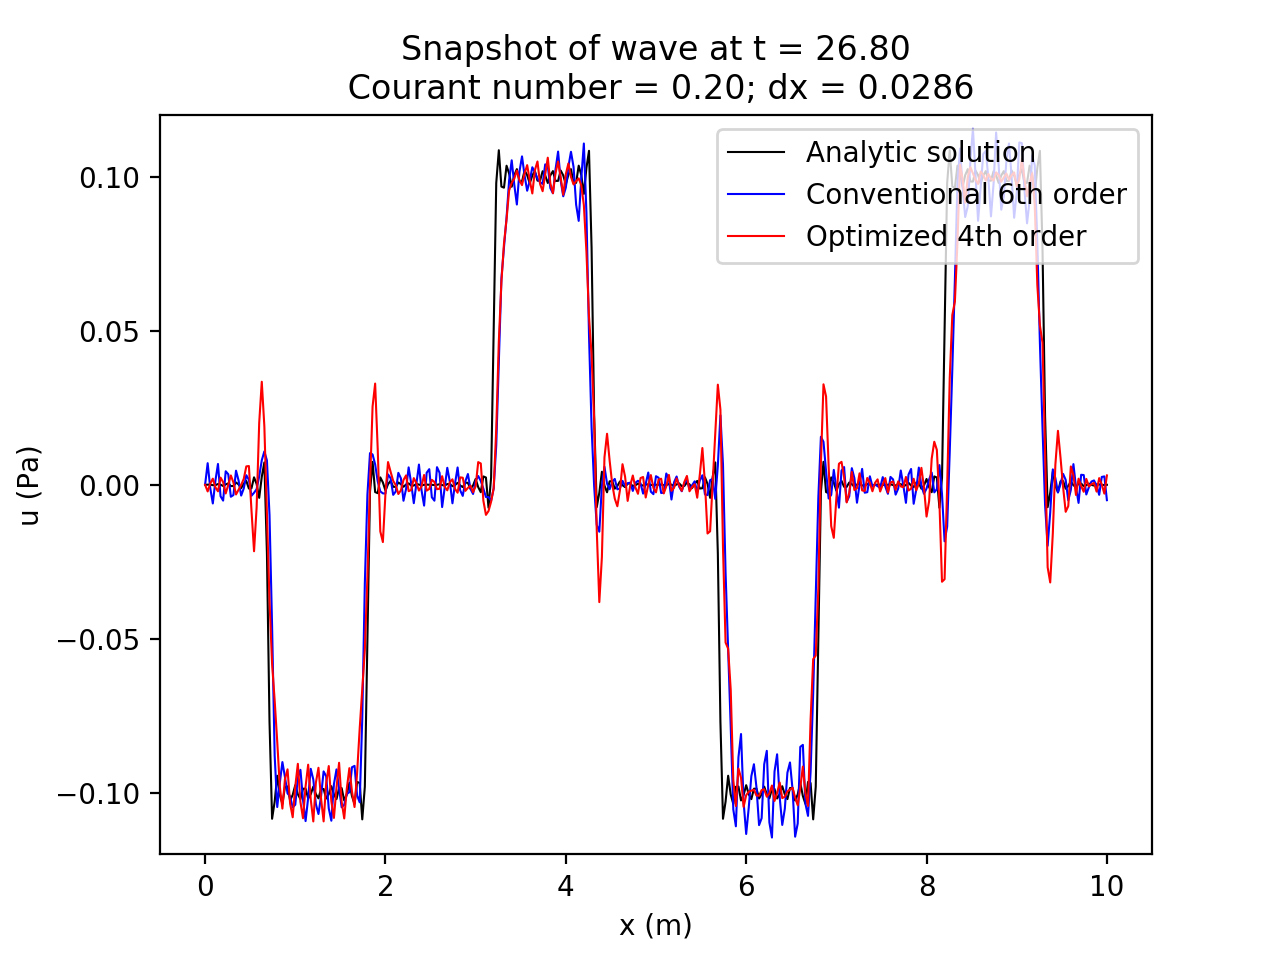 Snapshot of wave at t = 26.80
Courant number = 0.20; dx = 0.0286
Analytic solution
Conventional 6th order
Optimized 4th order
u (Pa)
0.10
0.05
0.00
−0.05
−0.10
0 2 4 6 8 10
x (m)